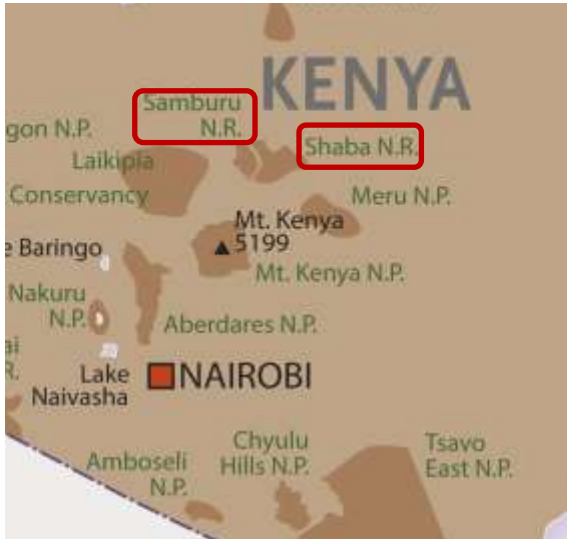 KENYA
Samburu
N.R.
gon N.P.
Shaba N.R.
Laikipia
Conservancy
Meru N.P.
Mt. Kenya
5199
e Baringo
Mt. Kenya N.P.
Nakuru
N.P.
Aberdares N.P.
ai
R.
Lake
Naivasha
NAIROBI
Chyulu
Hills N.P.
Tsavo
East N.P.
Amboseli
N.P.